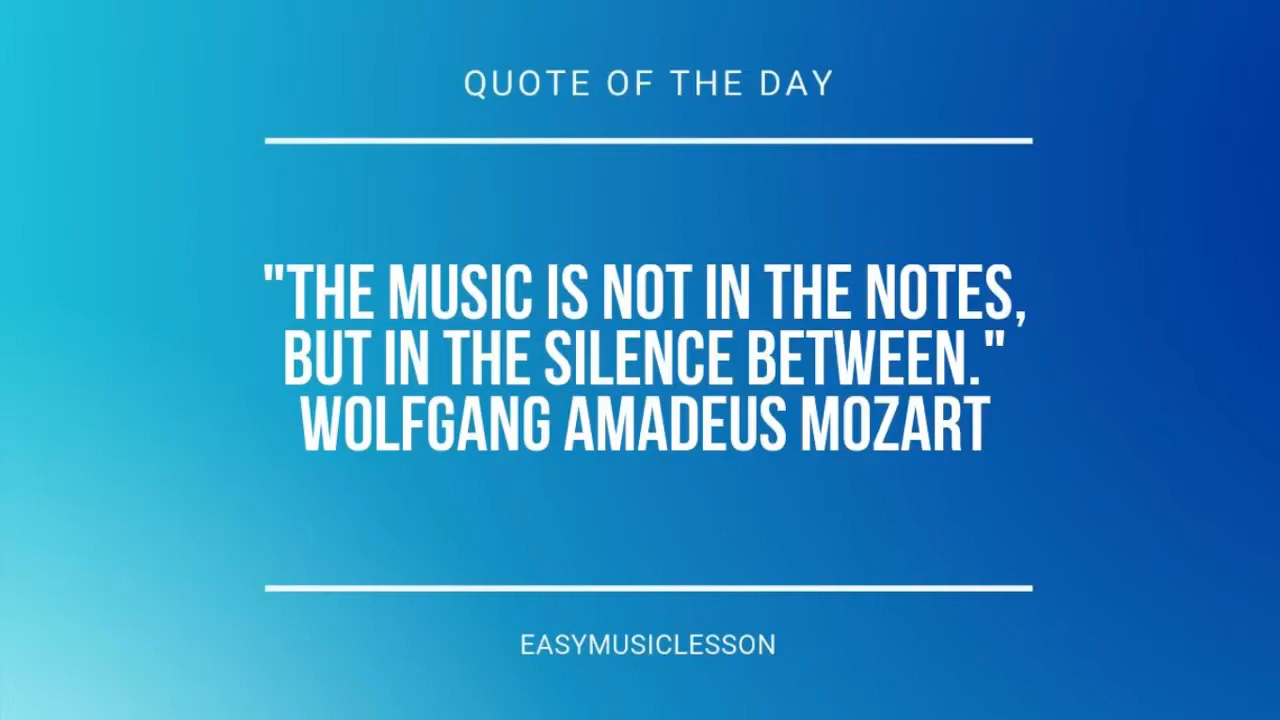 QUOTE OF THE DAY
"THE MUSIC IS NOT IN THE NOTES,
BUT IN THE SILENCE BETWEEN."
WOLFGANG AMADEUS MOZART
EASYMUSICLESSON